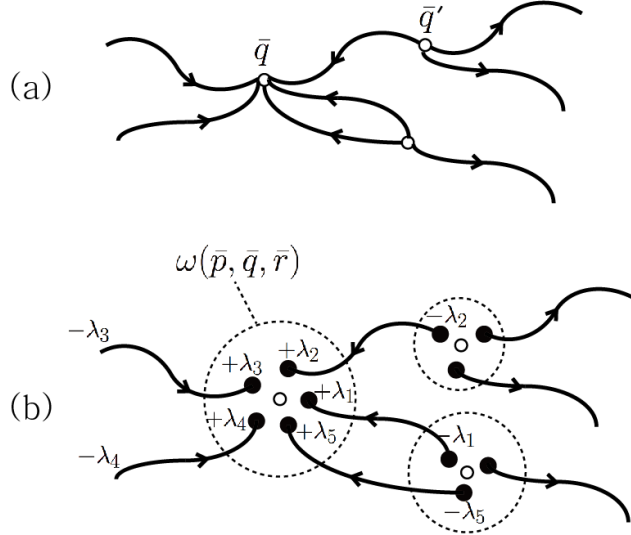 q̄ q̄′
(a)
ω(p̄, q̄, r̄)
−λ₃ +λ₃ +λ₂ −λ₂
+λ₁
(b)
+λ₄ +λ₅ −λ₁
−λ₄
−λ₅